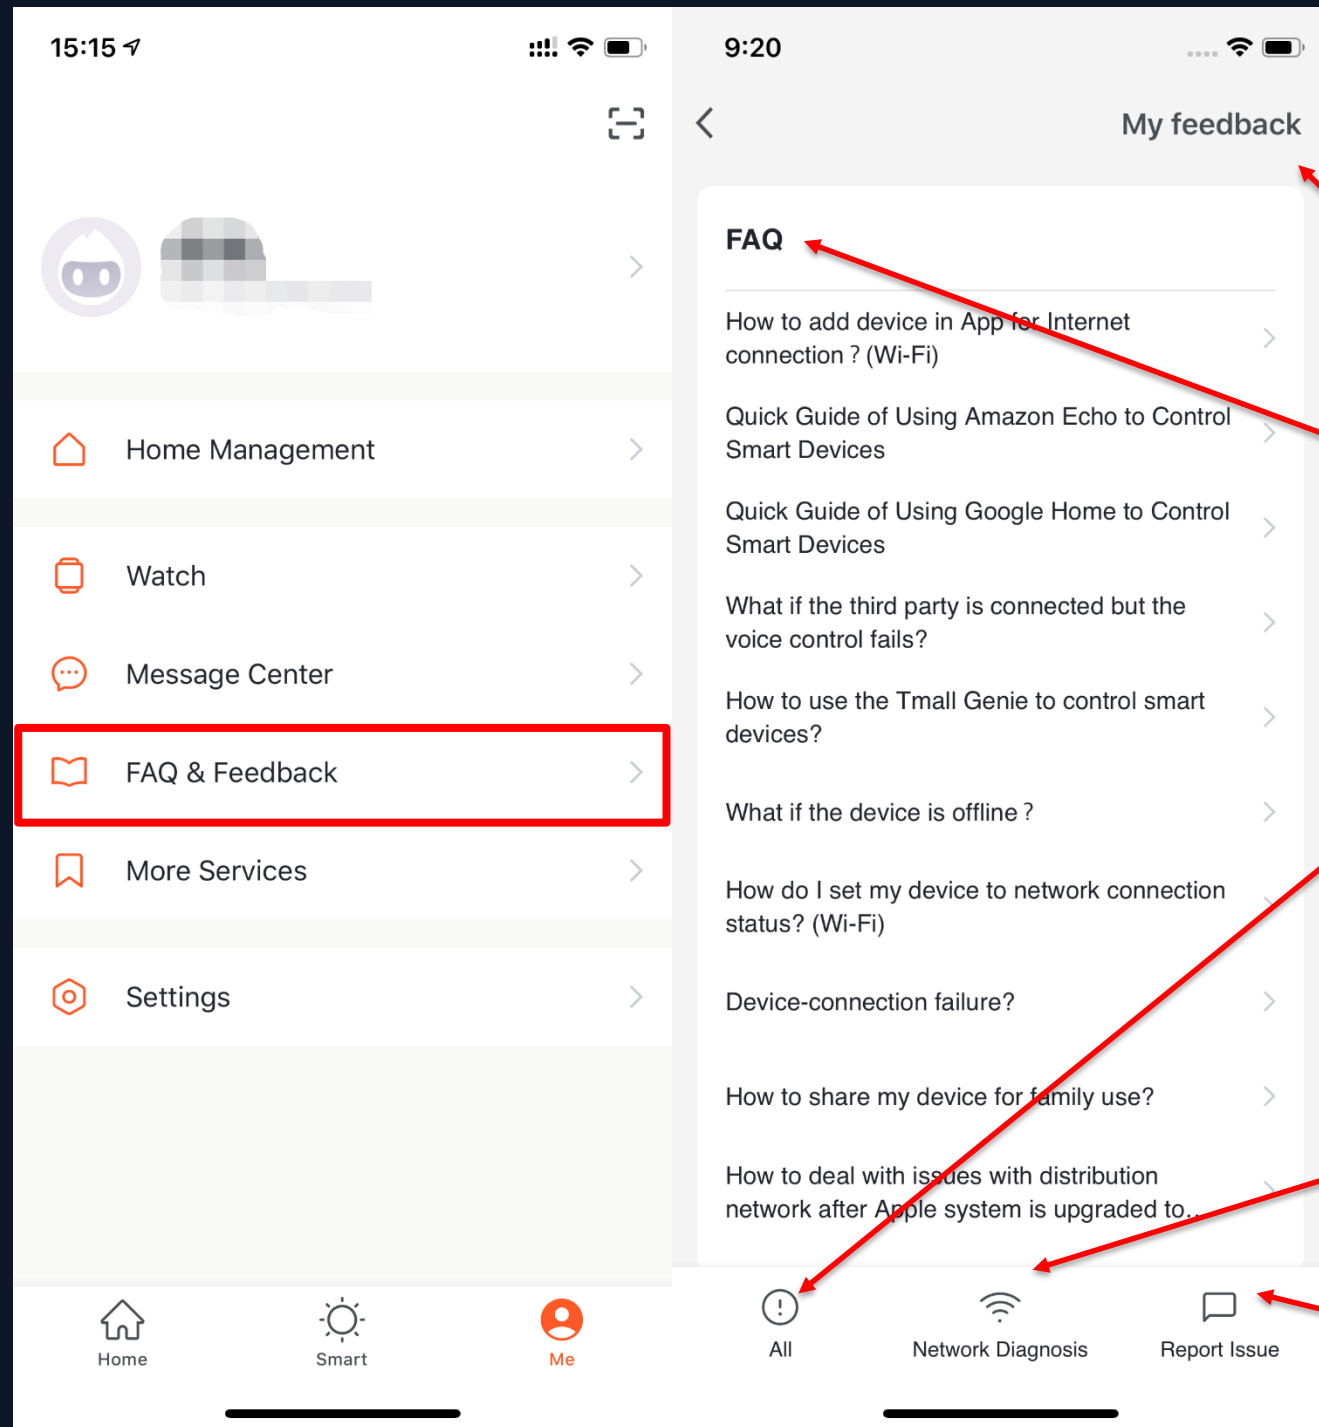 15:15
Home Management
Watch
Message Center
FAQ & Feedback
More Services
Settings
Home
Smart
Me
9:20
My feedback
FAQ
How to add device in App for Internet
connection ? (Wi-Fi)
Quick Guide of Using Amazon Echo to Control
Smart Devices
Quick Guide of Using Google Home to Control
Smart Devices
What if the third party is connected but the
voice control fails?
How to use the Tmall Genie to control smart
devices?
What if the device is offline ?
How do I set my device to network connection
status? (Wi-Fi)
Device-connection failure?
How to share my device for family use?
How to deal with issues with distribution
network after Apple system is upgraded to...
All
Network Diagnosis
Report Issue